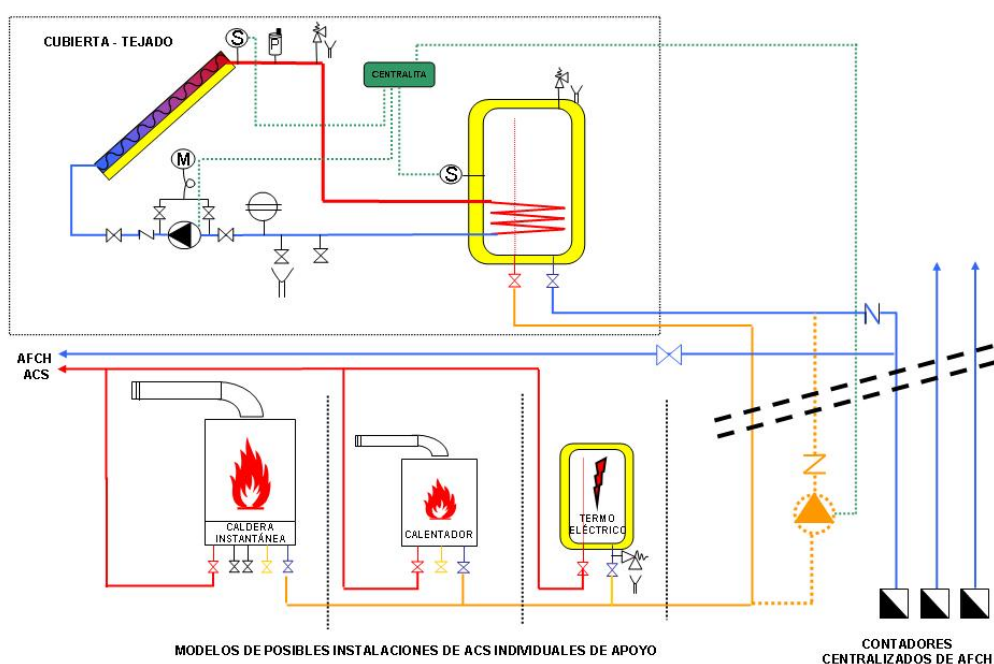 CUBIERTA - TEJADO
S
P
CENTRALITA
M
S
AFCH
ACS
CALDERA
INSTANTÁNEA
CALENTADOR
TERMO
ELÉCTRICO
MODELOS DE POSIBLES INSTALACIONES DE ACS INDIVIDUALES DE APOYO
CONTADORES
CENTRALIZADOS DE AFCH